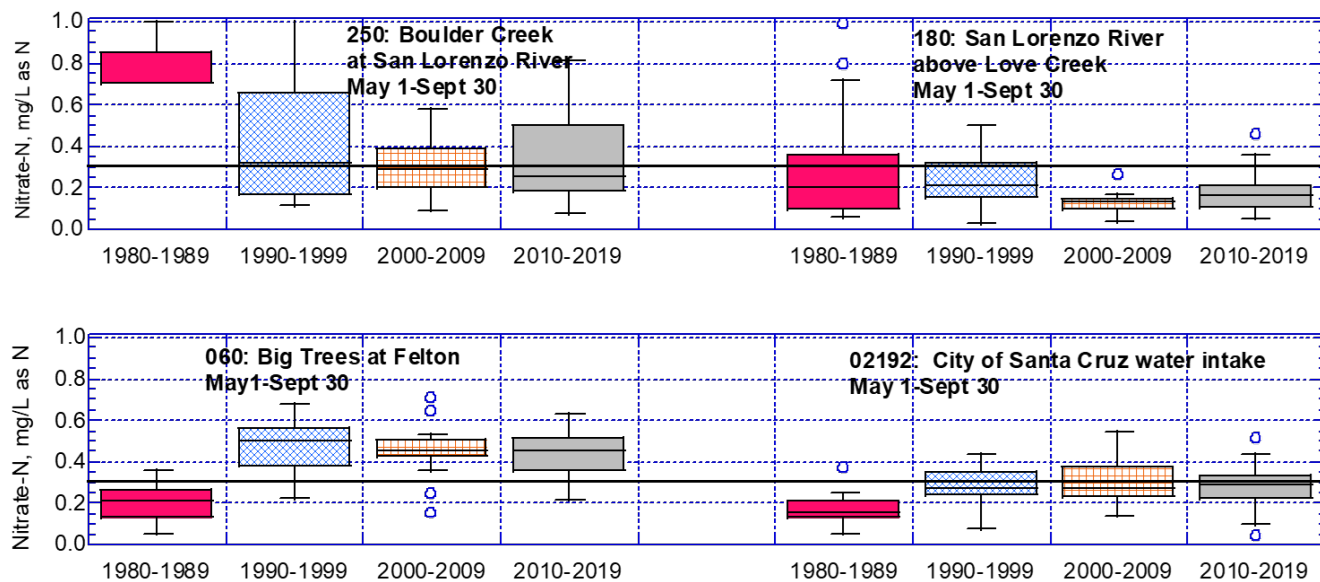 Nitrate-N, mg/L as N
1.0
0.8
0.6
0.4
0.2
0.0
250: Boulder Creek
at San Lorenzo River
May 1-Sept 30
180: San Lorenzo River
above Love Creek
May 1-Sept 30
1980-1989 1990-1999 2000-2009 2010-2019 1980-1989 1990-1999 2000-2009 2010-2019
Nitrate-N, mg/L as N
1.0
0.8
0.6
0.4
0.2
0.0
060: Big Trees at Felton
May1-Sept 30
02192: City of Santa Cruz water intake
May 1-Sept 30
1980-1989 1990-1999 2000-2009 2010-2019 1980-1989 1990-1999 2000-2009 2010-2019